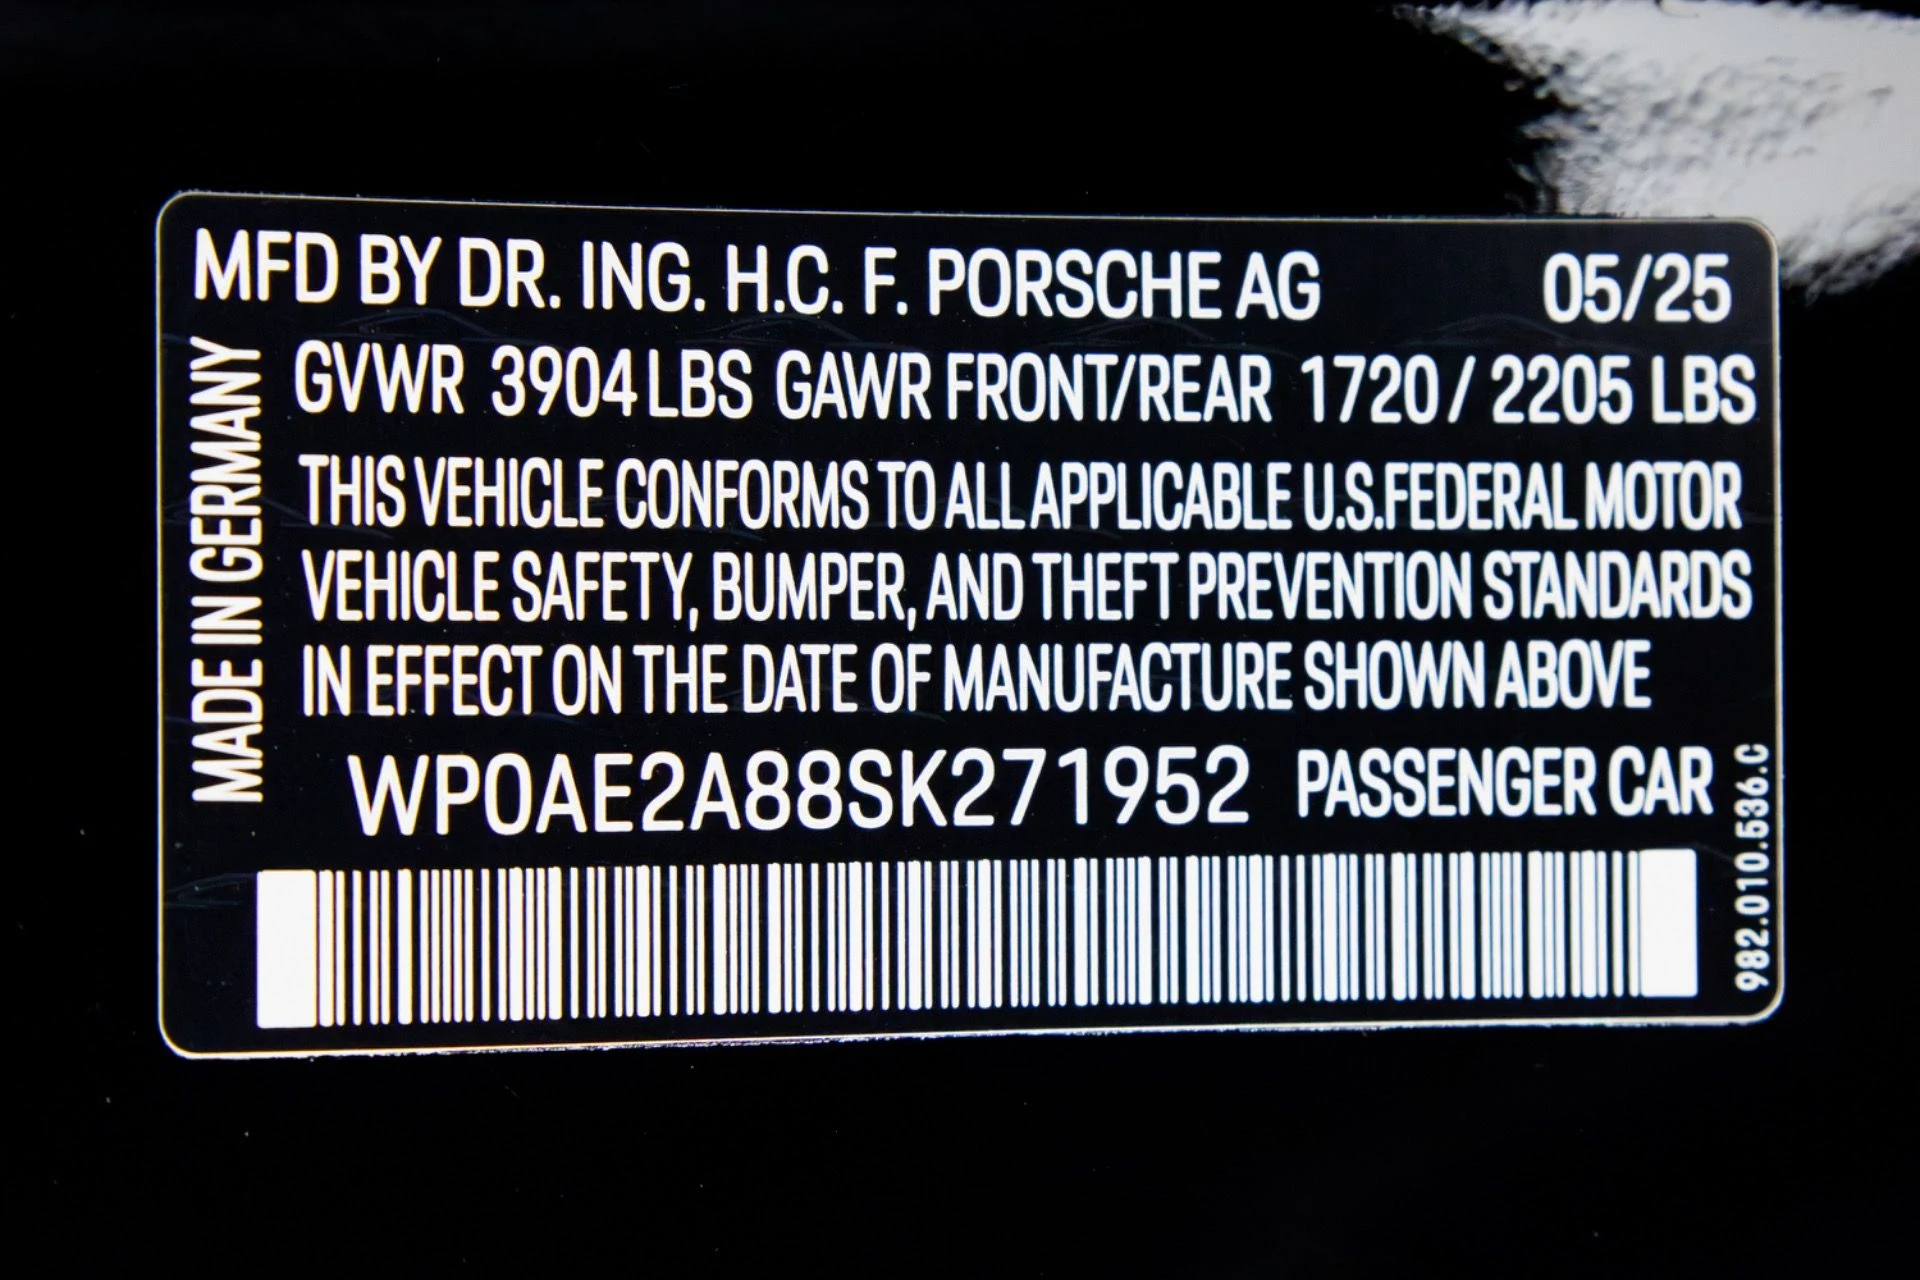 MFD BY DR. ING. H.C. F. PORSCHE AG 05/25
GVWR 3904 LBS GAWR FRONT/REAR 1720 / 2205 LBS
THIS VEHICLE CONFORMS TO ALL APPLICABLE U.S.FEDERAL MOTOR
VEHICLE SAFETY, BUMPER, AND THEFT PREVENTION STANDARDS
IN EFFECT ON THE DATE OF MANUFACTURE SHOWN ABOVE
WP0AE2A88SK271952 PASSENGER CAR
MADE IN GERMANY
982.010.536.C